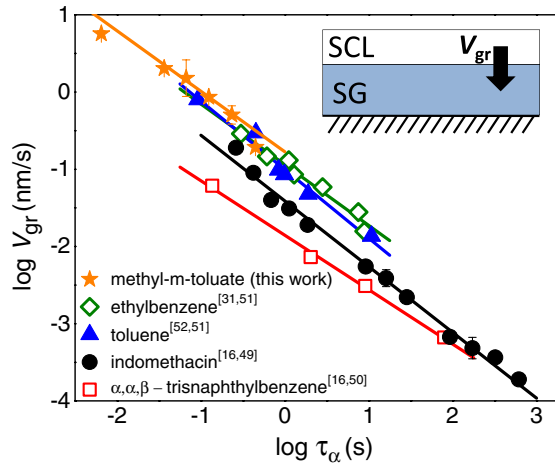 1
0
-1
-2
-3
-4
log V_gr (nm/s)
SCL
SG
V_gr
methyl-m-toluate (this work)
ethylbenzene[31,51]
toluene[52,51]
indomethacin[16,49]
α,α,β – trisnaphthylbenzene[16,50]
-2 -1 0 1 2 3
log τ_α (s)